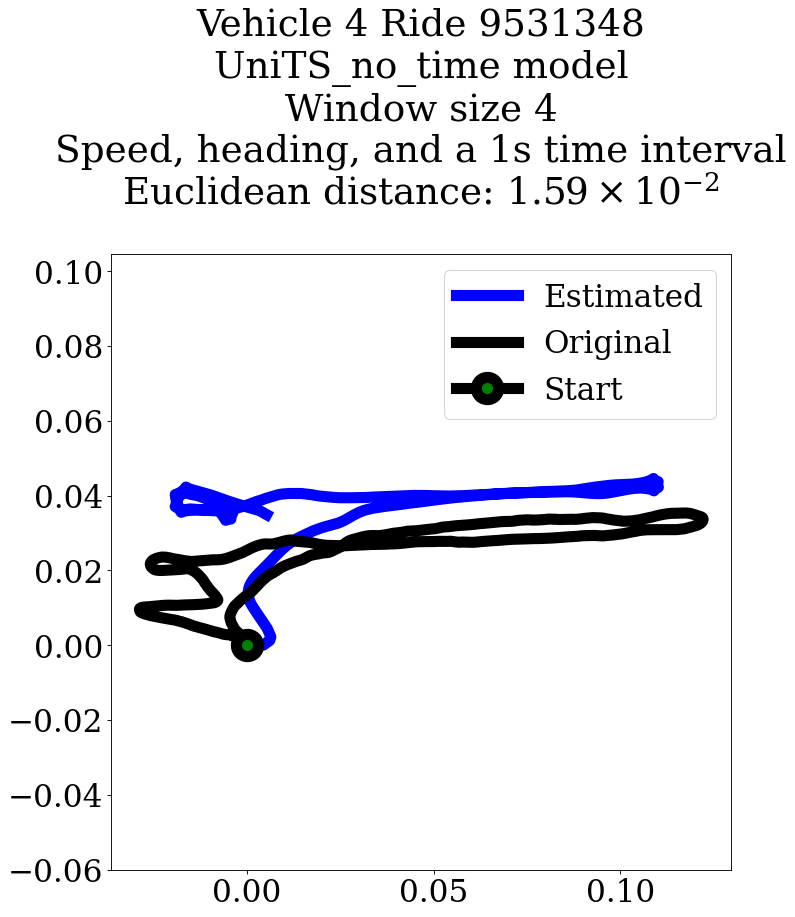 Vehicle 4 Ride 9531348
UniTS_no_time model
Window size 4
Speed, heading, and a 1s time interval
Euclidean distance: 1.59 × 10⁻²
Estimated
Original
Start
0.10
0.08
0.06
0.04
0.02
0.00
−0.02
−0.04
−0.06
0.00 0.05 0.10